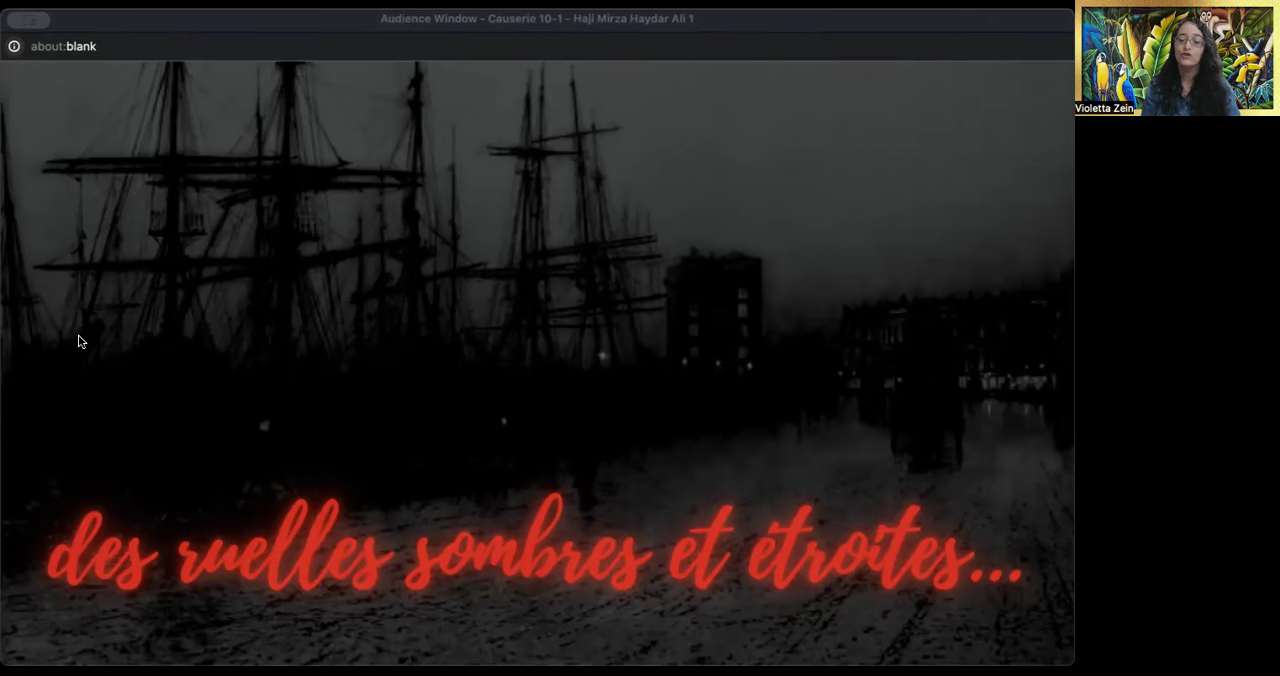 Audience Window - Causerie 10-1 - Haji Mirza Haydar Ali 1
about:blank
Violetta Zein
des ruelles sombres et étroites...